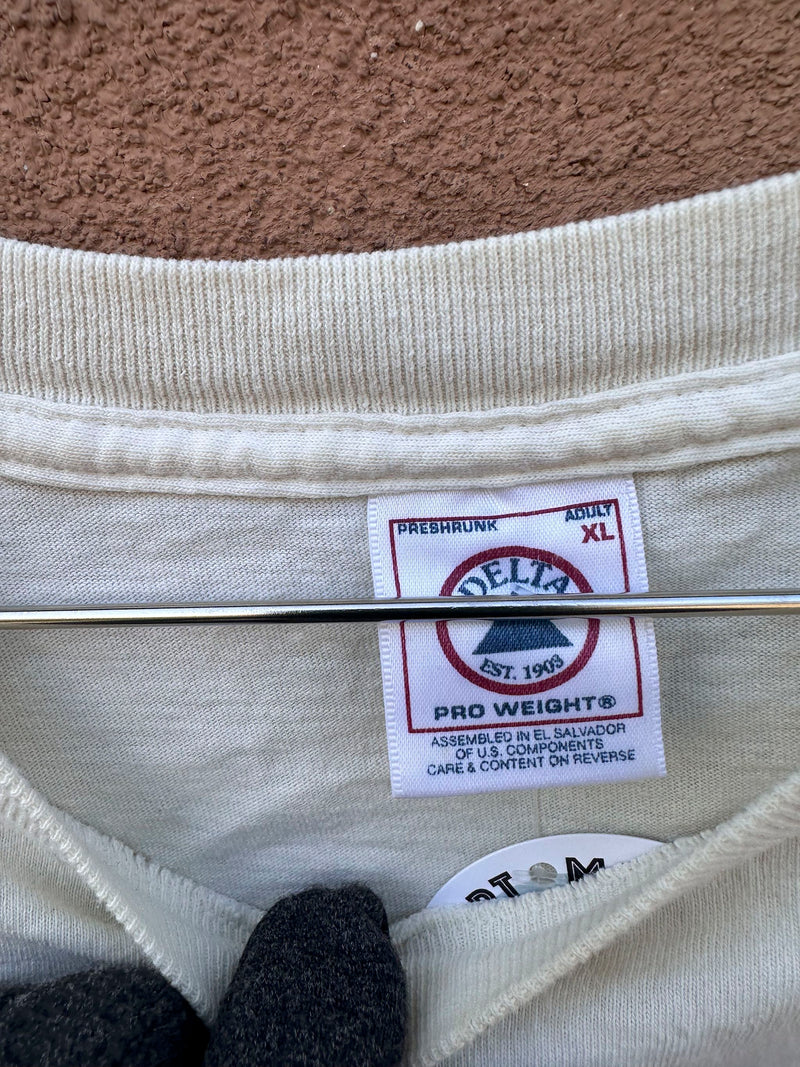 PRESHRUNK
ADULT
XL
DELTA
EST. 1903
PRO WEIGHT®
ASSEMBLED IN EL SALVADOR
OF U.S. COMPONENTS
CARE & CONTENT ON REVERSE